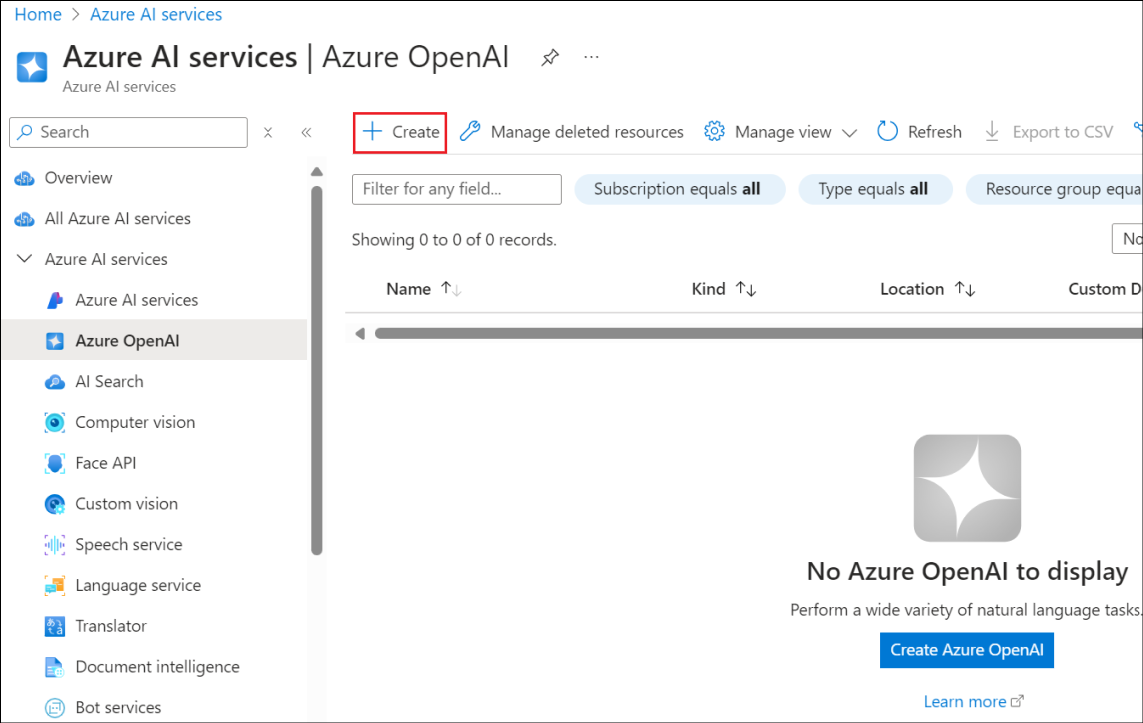 Home > Azure AI services
Azure AI services | Azure OpenAI
Azure AI services
Search
Overview
All Azure AI services
Azure AI services
Azure AI services
Azure OpenAI
AI Search
Computer vision
Face API
Custom vision
Speech service
Language service
Translator
Document intelligence
Bot services
+ Create Manage deleted resources Manage view Refresh Export to CSV
Filter for any field... Subscription equals all Type equals all Resource group equa
Showing 0 to 0 of 0 records. No
Name Kind Location Custom D
No Azure OpenAI to display
Perform a wide variety of natural language tasks.
Create Azure OpenAI
Learn more